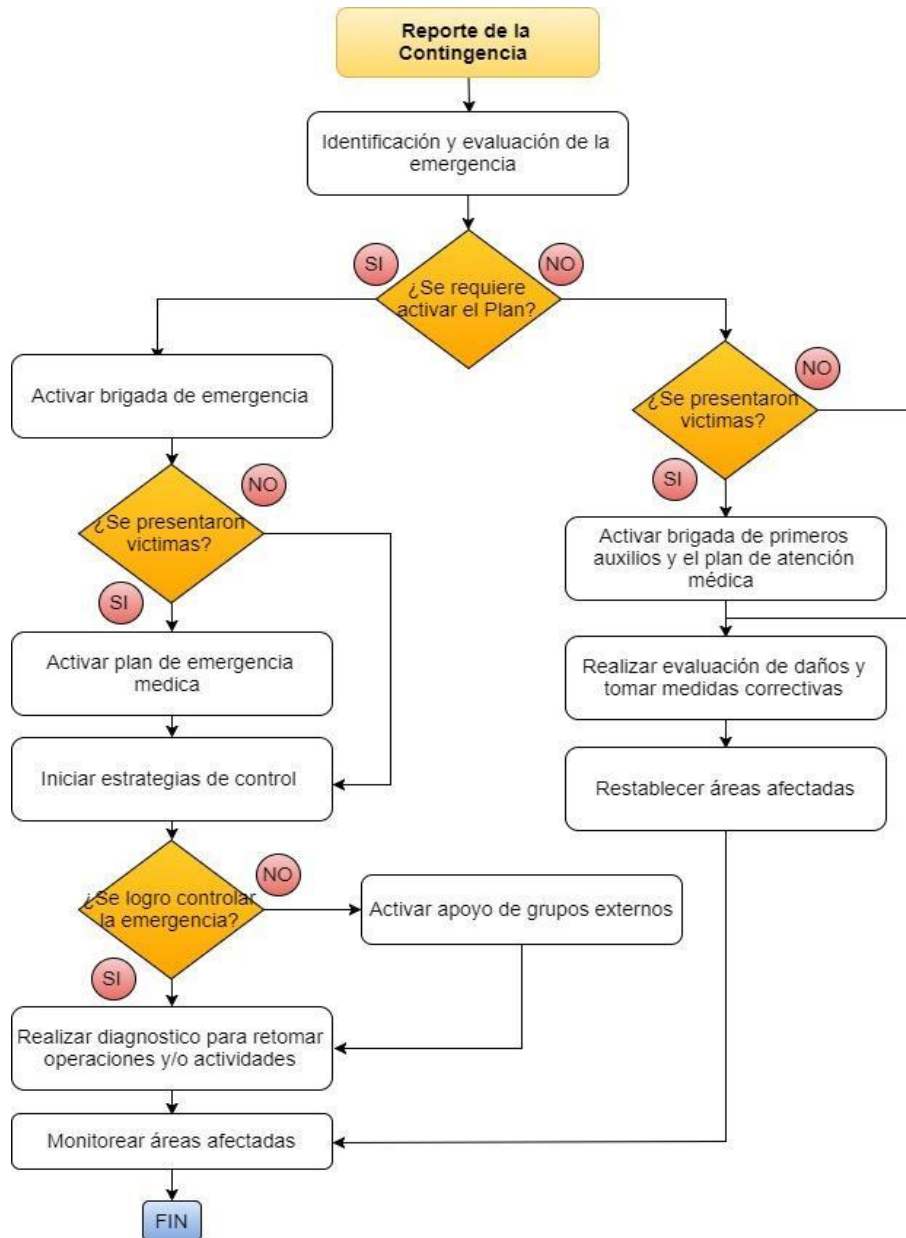 Reporte de la
Contingencia
Identificación y evaluación de la
emergencia
SI
NO
¿Se requiere
activar el Plan?
Activar brigada de emergencia
NO
¿Se presentaron
victimas?
SI
NO
¿Se presentaron
victimas?
SI
Activar brigada de primeros
auxilios y el plan de atención
médica
Activar plan de emergencia
medica
Realizar evaluación de daños y
tomar medidas correctivas
Iniciar estrategias de control
Restablecer áreas afectadas
NO
¿Se logro controlar
la emergencia?
SI
Activar apoyo de grupos externos
Realizar diagnostico para retomar
operaciones y/o actividades
Monitorear áreas afectadas
FIN